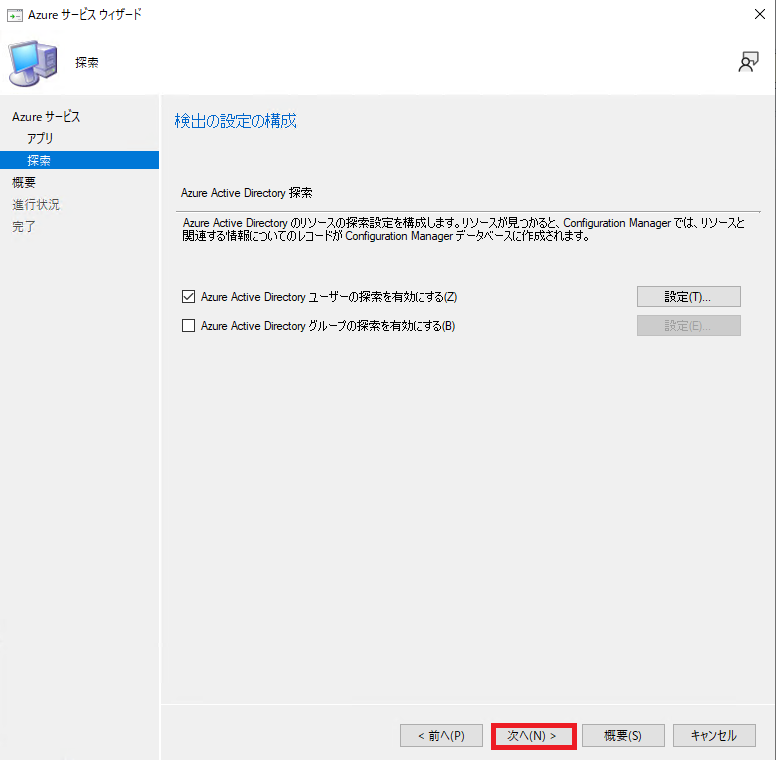 Azure サービス ウィザード
探索
Azure サービス
アプリ
探索
概要
進行状況
完了
検出の設定の構成
Azure Active Directory 探索
Azure Active Directory のリソースの探索設定を構成します。リソースが見つかると、Configuration Manager では、リソースと
関連する情報についてのレコードが Configuration Manager データベースに作成されます。
Azure Active Directory ユーザーの探索を有効にする(Z)
設定(T)...
Azure Active Directory グループの探索を有効にする(B)
設定(E)...
< 前へ(P)
次へ(N) >
概要(S)
キャンセル